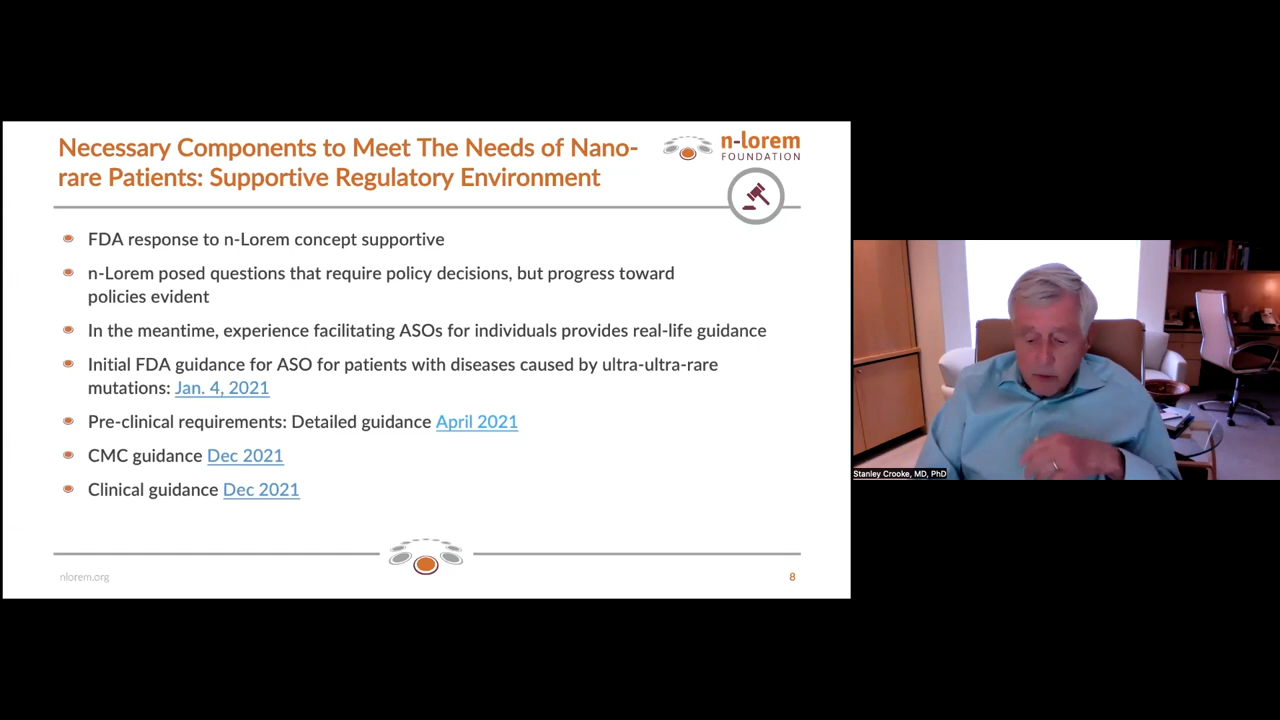 Necessary Components to Meet The Needs of Nano-
rare Patients: Supportive Regulatory Environment
n-lorem
FOUNDATION
FDA response to n-Lorem concept supportive
n-Lorem posed questions that require policy decisions, but progress toward
policies evident
In the meantime, experience facilitating ASOs for individuals provides real-life guidance
Initial FDA guidance for ASO for patients with diseases caused by ultra-ultra-rare
mutations: Jan. 4, 2021
Pre-clinical requirements: Detailed guidance April 2021
CMC guidance Dec 2021
Clinical guidance Dec 2021
nlorem.org
8
Stanley Crooke, MD, PhD